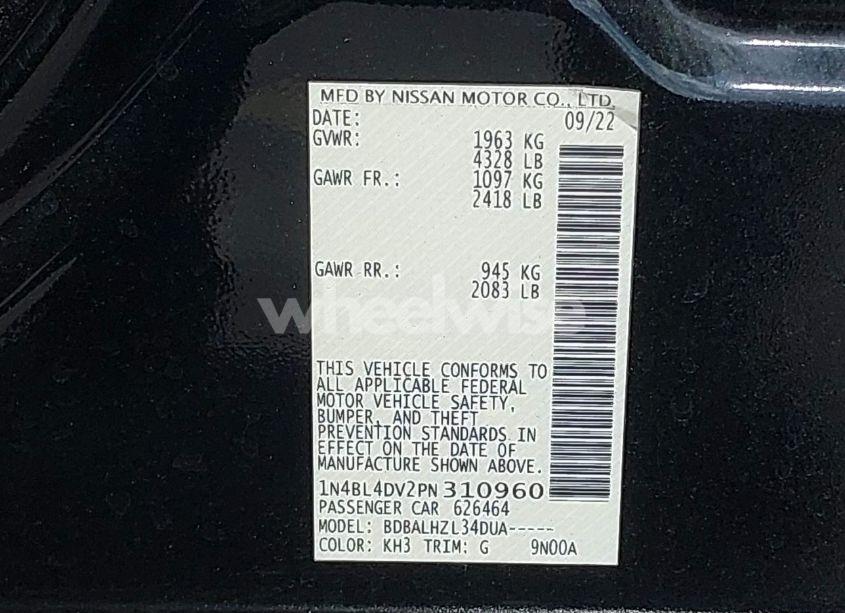 MFD BY NISSAN MOTOR CO., LTD.
DATE: 09/22
GVWR: 1963 KG
4328 LB
GAWR FR.: 1097 KG
2418 LB
GAWR RR.: 945 KG
2083 LB
wheelwise
THIS VEHICLE CONFORMS TO
ALL APPLICABLE FEDERAL
MOTOR VEHICLE SAFETY,
BUMPER, AND THEFT
PREVENTION STANDARDS IN
EFFECT ON THE DATE OF
MANUFACTURE SHOWN ABOVE.
1N4BL4DV2PN310960
PASSENGER CAR 626464
MODEL: BDBALHZL34DUA-----
COLOR: KH3 TRIM: G 9N00A